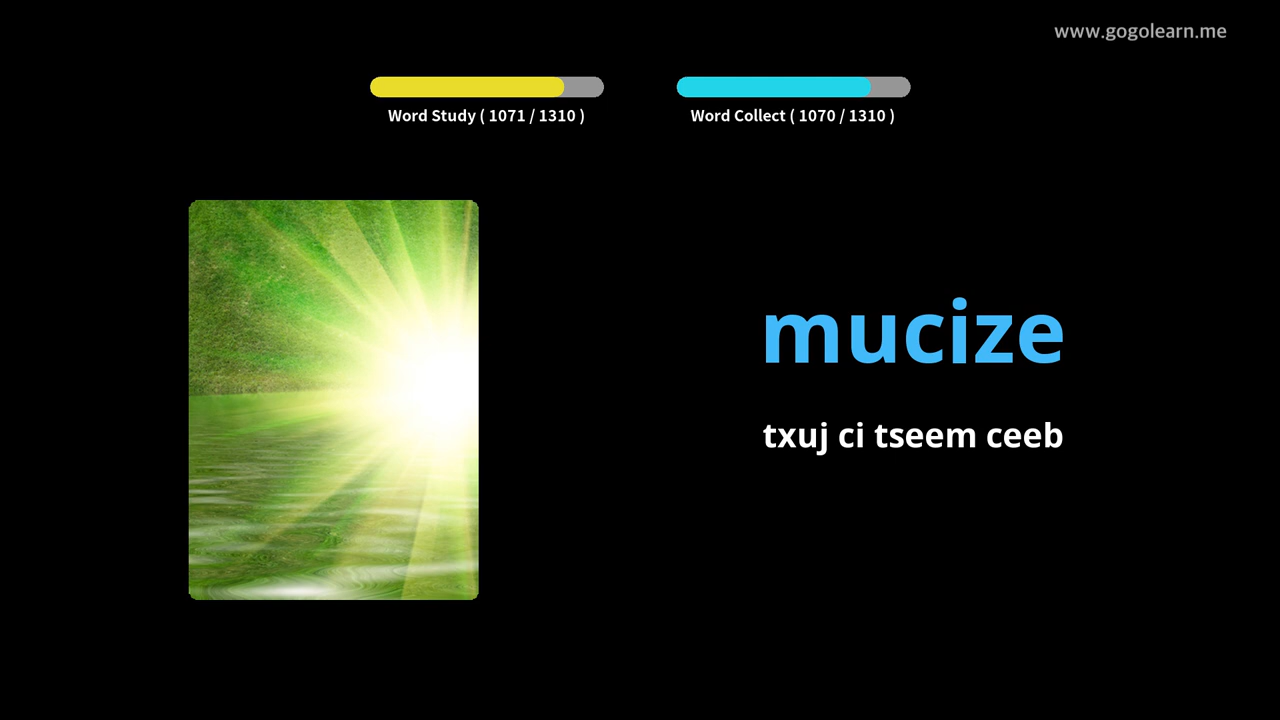 www.gogolearn.me
Word Study ( 1071 / 1310 )
Word Collect ( 1070 / 1310 )
mucize
txuj ci tseem ceeb